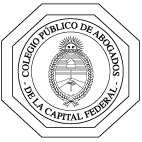 COLEGIO PÚBLICO DE ABOGADOS
- DE LA CAPITAL FEDERAL -